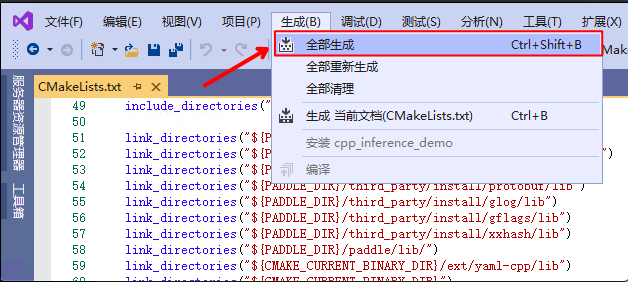 文件(F) 编辑(E) 视图(V) 项目(P) 生成(B) 调试(D) 测试(S) 分析(N) 工具(T) 扩展(X)
全部生成 Ctrl+Shift+B
全部重新生成
全部清理
生成 当前文档(CMakeLists.txt) Ctrl+B
安装 cpp_inference_demo
编译
服务器资源管理器
工具箱
CMakeLists.txt
49 include_directories("
50
51 link_directories("${P
52 link_directories("${P
53 link_directories("${P
54 link_directories("${PADDLE_DIR}/third_party/install/protobuf/lib")
55 link_directories("${PADDLE_DIR}/third_party/install/glog/lib")
56 link_directories("${PADDLE_DIR}/third_party/install/gflags/lib")
57 link_directories("${PADDLE_DIR}/third_party/install/xxhash/lib")
58 link_directories("${PADDLE_DIR}/paddle/lib/")
59 link_directories("${CMAKE_CURRENT_BINARY_DIR}/ext/yaml-cpp/lib")
60 link_directories("${CMAKE_CURRENT_BINARY_DIR}")